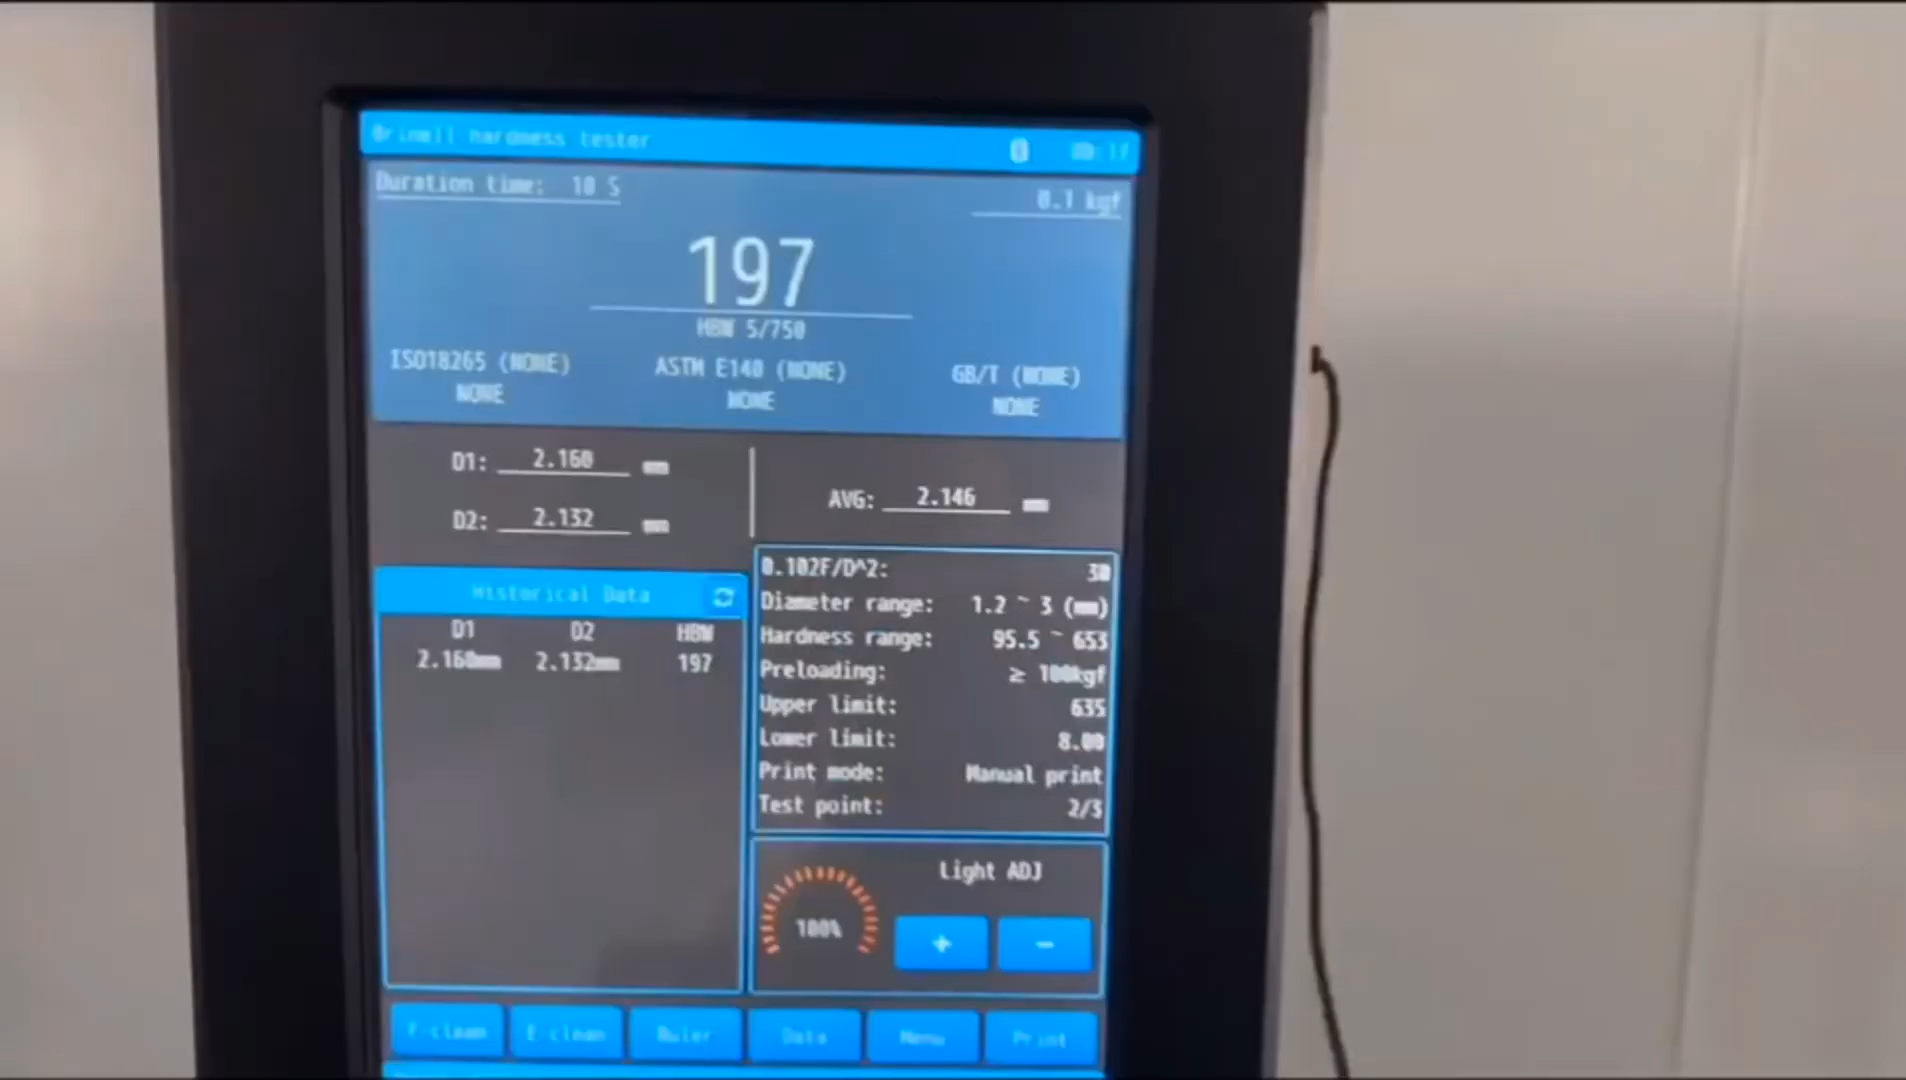 Brinell hardness tester
Duration time: 10 S
0.1 kgf
197
HBW 5/750
ISO18265 (NONE)
NONE
ASTM E140 (NONE)
NONE
GB/T (NONE)
NONE
D1: 2.160 mm
D2: 2.132 mm
AVG: 2.146 mm
Historical Data
D1 D2 HBW
2.160mm 2.132mm 197
0.102F/D^2: 30
Diameter range: 1.2 ~ 3 (mm)
Hardness range: 95.5 ~ 653
Preloading: ≥ 100kgf
Upper limit: 635
Lower limit: 8.00
Print mode: Manual print
Test point: 2/3
Light ADJ
100%
+ -
F-clean E clean Ruler Data Menu Print